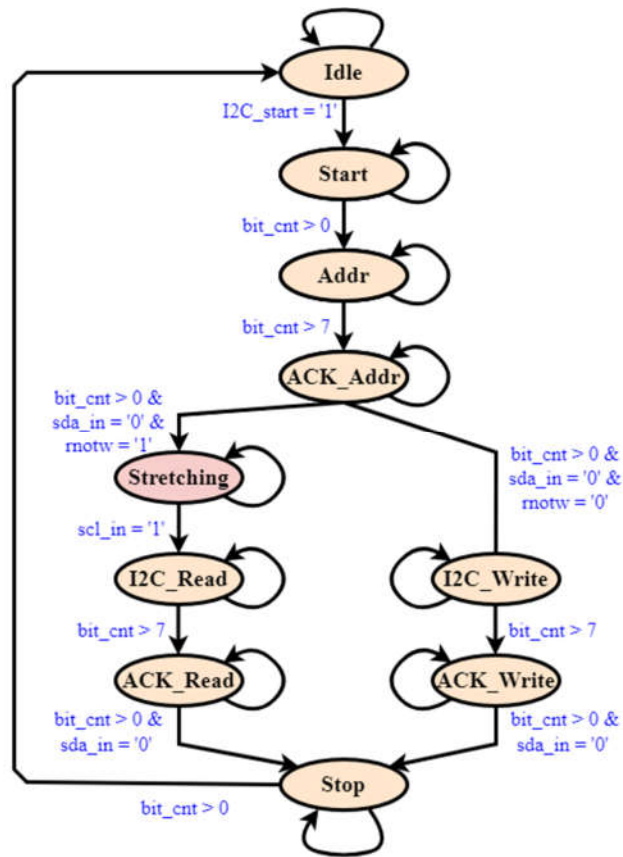 Idle
I2C_start = '1'
Start
bit_cnt > 0
Addr
bit_cnt > 7
ACK_Addr
bit_cnt > 0 &
sda_in = '0' &
rnotw = '1'
bit_cnt > 0 &
sda_in = '0' &
rnotw = '0'
Stretching
scl_in = '1'
I2C_Read
I2C_Write
bit_cnt > 7
bit_cnt > 7
ACK_Read
ACK_Write
bit_cnt > 0 &
sda_in = '0'
bit_cnt > 0 &
sda_in = '0'
Stop
bit_cnt > 0